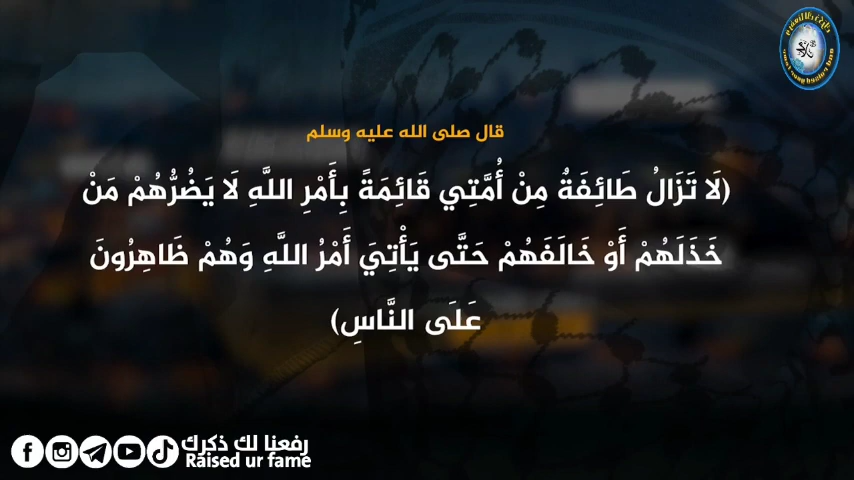 قال صلى الله عليه وسلم
(لَا تَزَالُ طَائِفَةٌ مِنْ أُمَّتِي قَائِمَةً بِأَمْرِ اللَّهِ لَا يَضُرُّهُمْ مَنْ
خَذَلَهُمْ أَوْ خَالَفَهُمْ حَتَّى يَأْتِيَ أَمْرُ اللَّهِ وَهُمْ ظَاهِرُونَ
عَلَى النَّاسِ)
رفعنا لك ذكرك
Raised ur fame